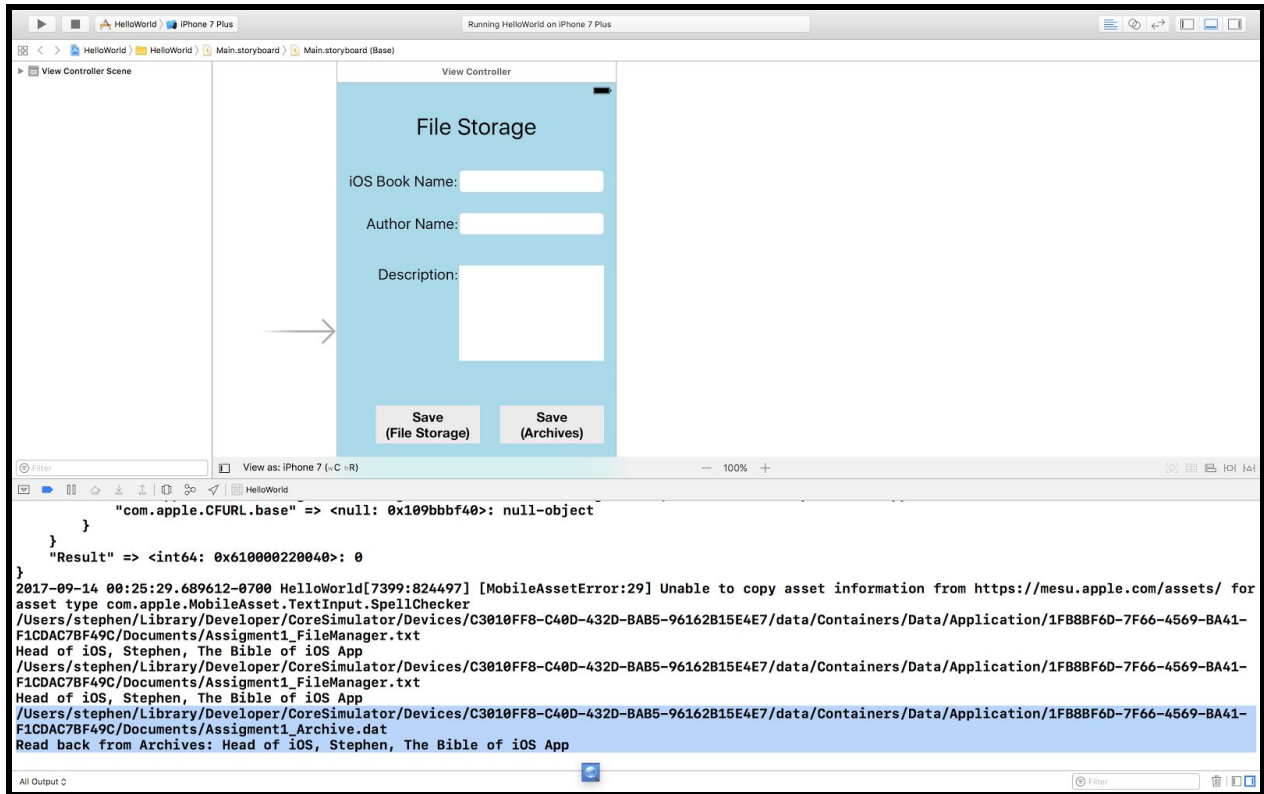 HelloWorld 〉 iPhone 7 Plus
Running HelloWorld on iPhone 7 Plus
HelloWorld 〉 HelloWorld 〉 Main.storyboard 〉 Main.storyboard (Base)
View Controller Scene
View Controller
File Storage
iOS Book Name:
Author Name:
Description:
Save
(File Storage)
Save
(Archives)
Filter
View as: iPhone 7 (wC hR)
100%
HelloWorld
"com.apple.CFURL.base" => <null: 0x109bbbf40>: null-object
}
}
"Result" => <int64: 0x610000220040>: 0
}
2017-09-14 00:25:29.689612-0700 HelloWorld[7399:824497] [MobileAssetError:29] Unable to copy asset information from https://mesu.apple.com/assets/ for
asset type com.apple.MobileAsset.TextInput.SpellChecker
/Users/stephen/Library/Developer/CoreSimulator/Devices/C3010FF8-C40D-432D-BAB5-96162B15E4E7/data/Containers/Data/Application/1FB8BF6D-7F66-4569-BA41-
F1CDAC7BF49C/Documents/Assigment1_FileManager.txt
Head of iOS, Stephen, The Bible of iOS App
/Users/stephen/Library/Developer/CoreSimulator/Devices/C3010FF8-C40D-432D-BAB5-96162B15E4E7/data/Containers/Data/Application/1FB8BF6D-7F66-4569-BA41-
F1CDAC7BF49C/Documents/Assigment1_FileManager.txt
Head of iOS, Stephen, The Bible of iOS App
/Users/stephen/Library/Developer/CoreSimulator/Devices/C3010FF8-C40D-432D-BAB5-96162B15E4E7/data/Containers/Data/Application/1FB8BF6D-7F66-4569-BA41-
F1CDAC7BF49C/Documents/Assigment1_Archive.dat
Read back from Archives: Head of iOS, Stephen, The Bible of iOS App
All Output
Filter